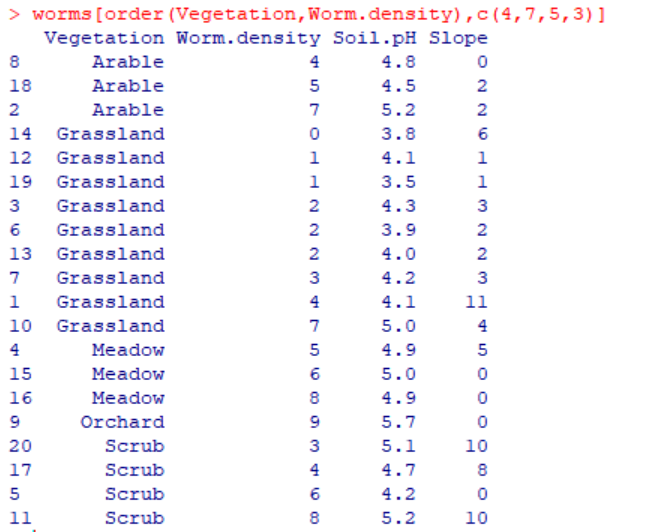 > worms[order(Vegetation,Worm.density),c(4,7,5,3)]
Vegetation Worm.density Soil.pH Slope
8 Arable 4 4.8 0
18 Arable 5 4.5 2
2 Arable 7 5.2 2
14 Grassland 0 3.8 6
12 Grassland 1 4.1 1
19 Grassland 1 3.5 1
3 Grassland 2 4.3 3
6 Grassland 2 3.9 2
13 Grassland 2 4.0 2
7 Grassland 3 4.2 3
1 Grassland 4 4.1 11
10 Grassland 7 5.0 4
4 Meadow 5 4.9 5
15 Meadow 6 5.0 0
16 Meadow 8 4.9 0
9 Orchard 9 5.7 0
20 Scrub 3 5.1 10
17 Scrub 4 4.7 8
5 Scrub 6 4.2 0
11 Scrub 8 5.2 10